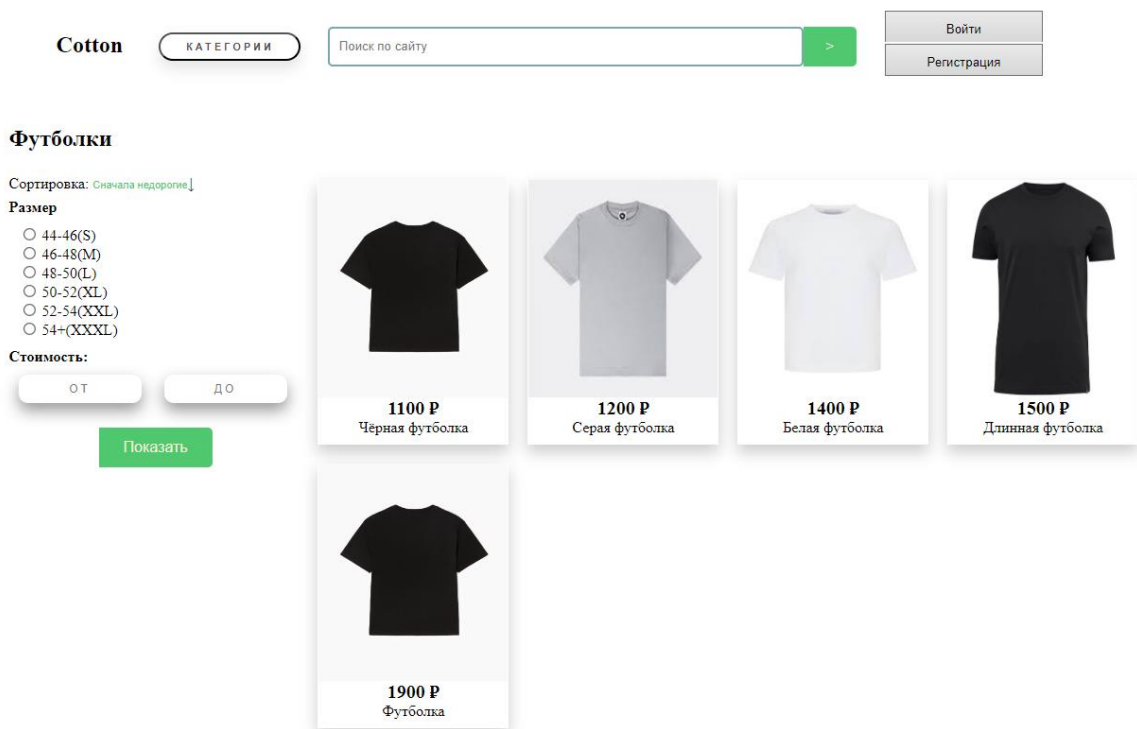 Cotton
КАТЕГОРИИ
Поиск по сайту
>
Войти
Регистрация
Футболки
Сортировка: Сначала недорогие↓
Размер
44-46(S)
46-48(M)
48-50(L)
50-52(XL)
52-54(XXL)
54+(XXXL)
Стоимость:
ОТ
ДО
Показать
1100 ₽
Чёрная футболка
1200 ₽
Серая футболка
1400 ₽
Белая футболка
1500 ₽
Длинная футболка
1900 ₽
Футболка